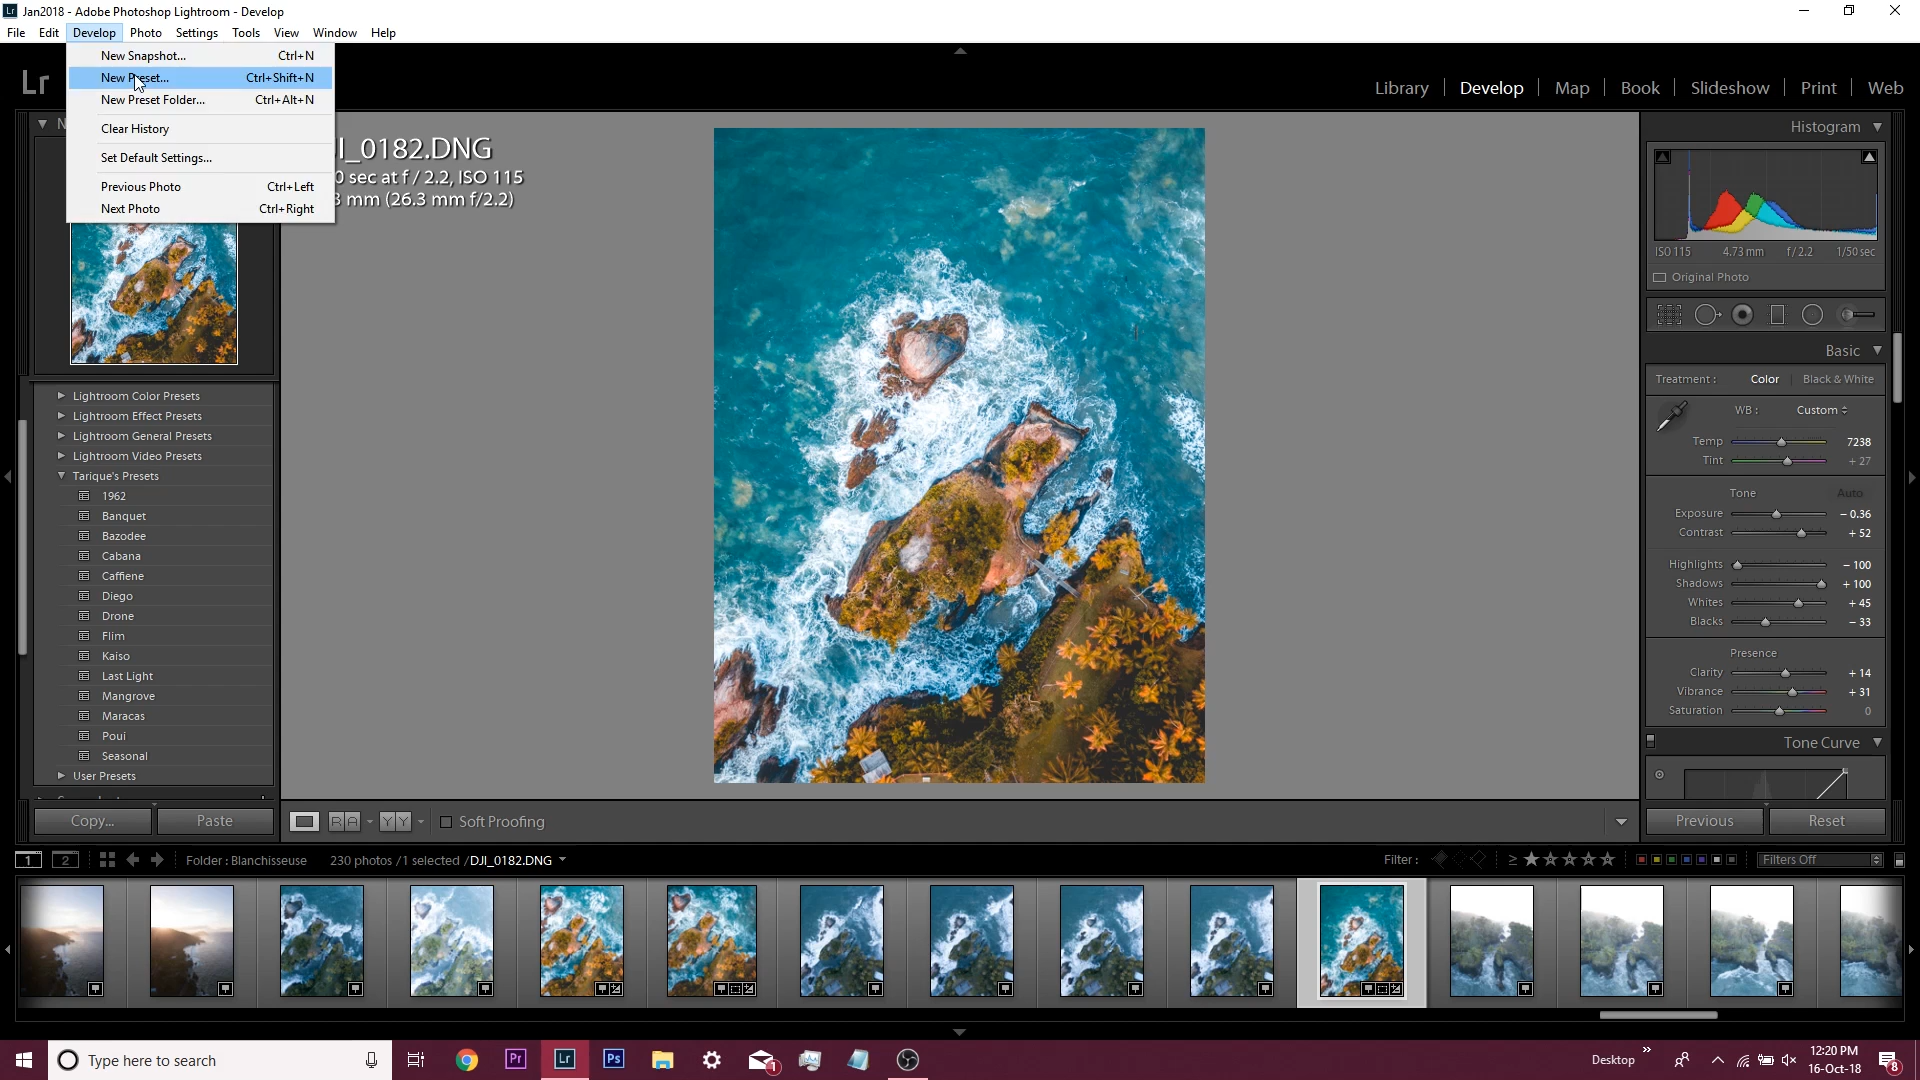 Lr Jan2018 - Adobe Photoshop Lightroom - Develop
File Edit Develop Photo Settings Tools View Window Help
New Snapshot... Ctrl+N
New Preset... Ctrl+Shift+N
New Preset Folder... Ctrl+Alt+N
Clear History
Set Default Settings...
Previous Photo Ctrl+Left
Next Photo Ctrl+Right
Lr
Library Develop Map Book Slideshow Print Web
N
I_0182.DNG
0 sec at f / 2.2, ISO 115
mm (26.3 mm f/2.2)
Lightroom Color Presets
Lightroom Effect Presets
Lightroom General Presets
Lightroom Video Presets
Tarique's Presets
1962
Banquet
Bazodee
Cabana
Caffiene
Diego
Drone
Flim
Kaiso
Last Light
Mangrove
Maracas
Poui
Seasonal
User Presets
Copy... Paste
Histogram
ISO 115 4.73 mm f / 2.2 1/50 sec
Original Photo
Basic
Treatment : Color Black & White
WB : Custom
Temp 7238
Tint + 27
Tone Auto
Exposure – 0.36
Contrast + 52
Highlights – 100
Shadows + 100
Whites + 45
Blacks – 33
Presence
Clarity + 14
Vibrance + 31
Saturation 0
Tone Curve
Previous Reset
R A Y Y Soft Proofing
1 2 Folder : Blanchisseuse 230 photos / 1 selected / DJI_0182.DNG Filter : ≥ Filters Off
Type here to search Pr Lr Ps 1 Desktop » 12:20 PM
16-Oct-18 8